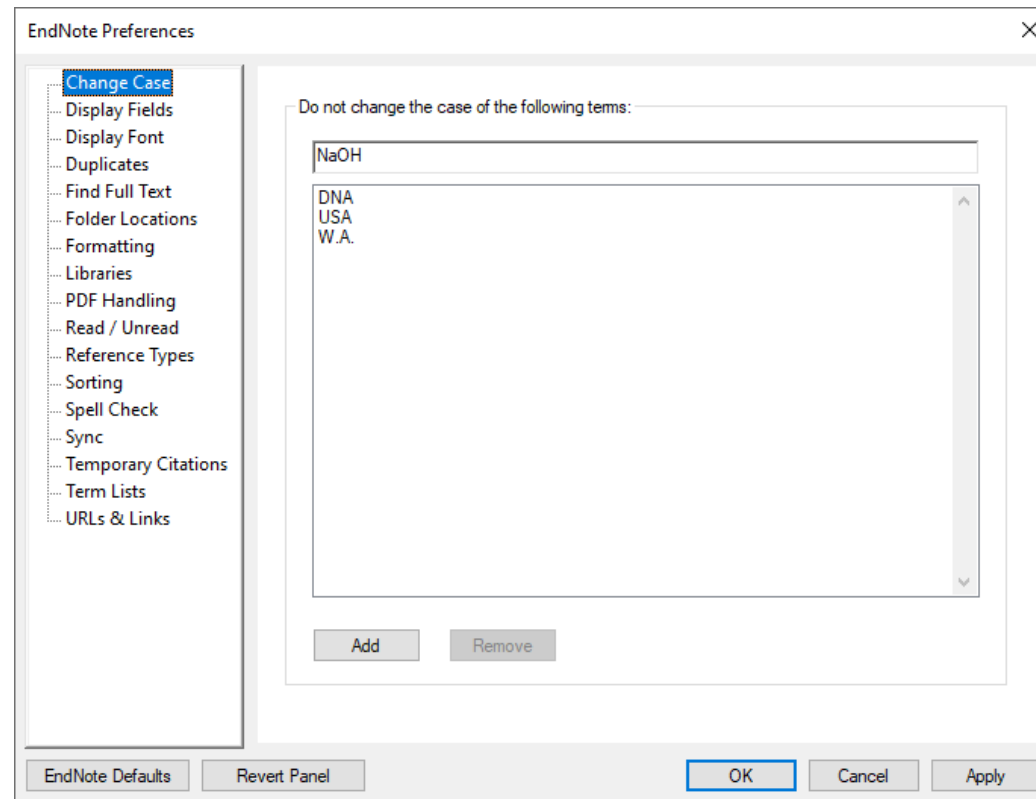 EndNote Preferences
Change Case
Display Fields
Display Font
Duplicates
Find Full Text
Folder Locations
Formatting
Libraries
PDF Handling
Read / Unread
Reference Types
Sorting
Spell Check
Sync
Temporary Citations
Term Lists
URLs & Links
Do not change the case of the following terms:
NaOH
DNA
USA
W.A.
Add
Remove
EndNote Defaults
Revert Panel
OK
Cancel
Apply